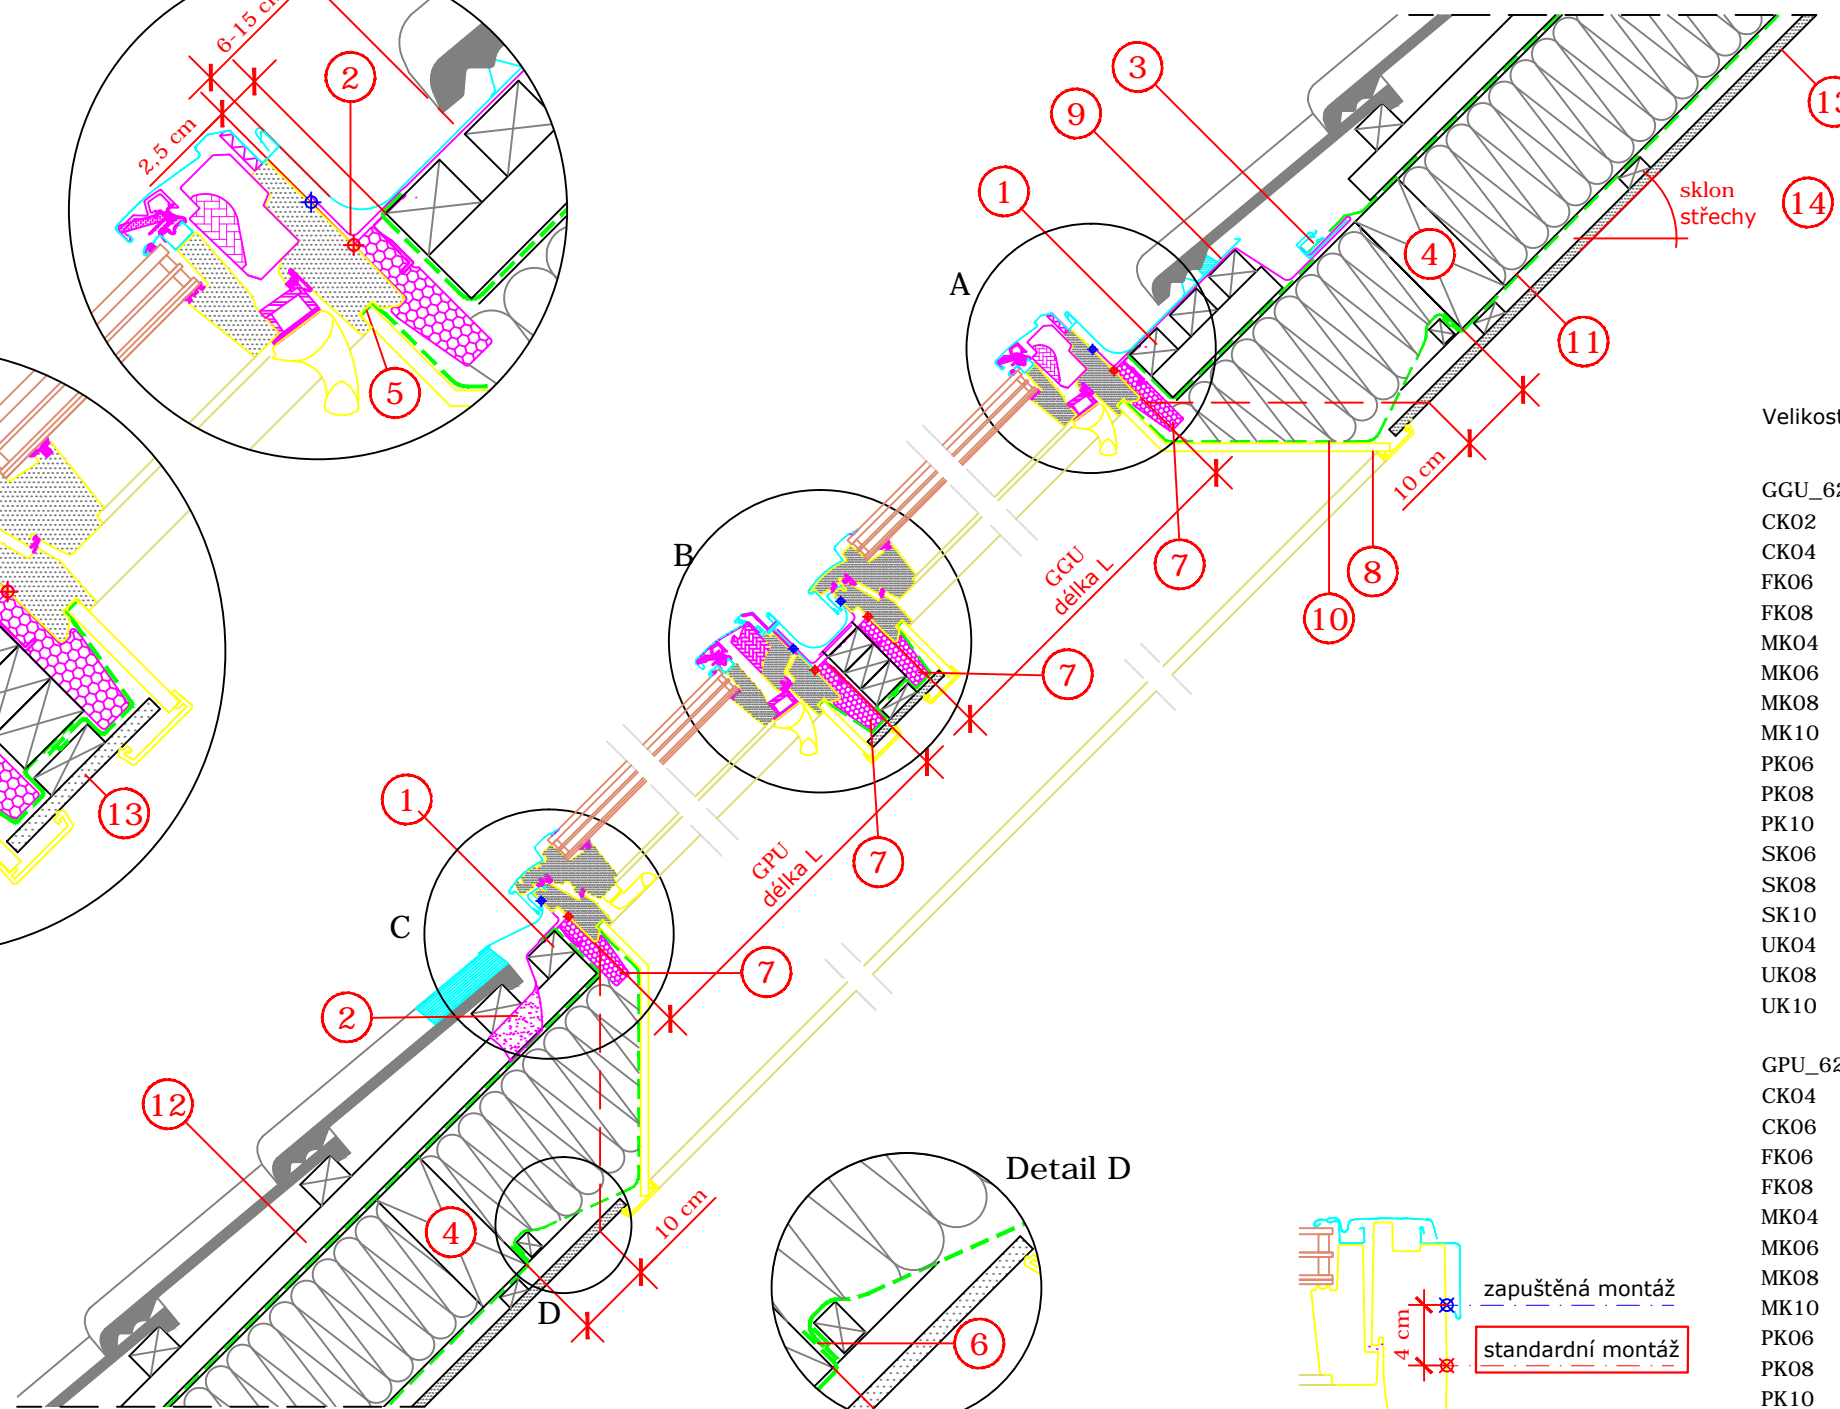 6-15 cm
2,5 cm
2
5
13
3
9
1
A
4
sklon
střechy
13
14
11
10 cm
7
8
10
GGU
délka L
B
7
7
GPU
délka L
1
C
7
2
12
4
10 cm
D
Detail D
6
zapuštěná montáž
4 cm
standardní montáž
Velikost
GGU_62
CK02
CK04
FK06
FK08
MK04
MK06
MK08
MK10
PK06
PK08
PK10
SK06
SK08
SK10
UK04
UK08
UK10
GPU_62
CK04
CK06
FK06
FK08
MK04
MK06
MK08
MK10
PK06
PK08
PK10